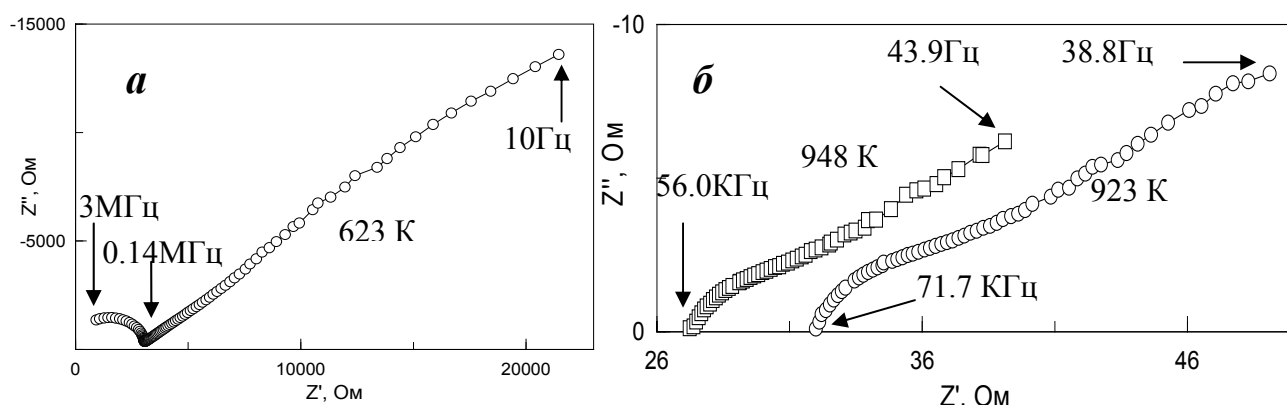 -15000
а
10Гц
Z'', Ом
3МГц
-5000
623 К
0.14МГц
0
10000
20000
Z', Ом
-10
43.9Гц
38.8Гц
б
Z'', Ом
948 К
56.0КГц
923 К
71.7 КГц
0
26
36
46
Z', Ом